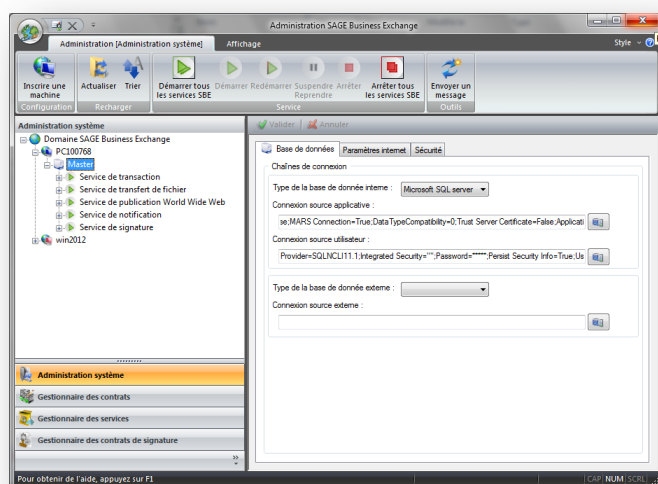 Administration SAGE Business Exchange
Administration [Administration système] Affichage Style
Inscrire une machine
Actualiser Trier
Démarrer tous les services SBE
Démarrer Redémarrer Suspendre Reprendre Arrêter
Arrêter tous les services SBE
Envoyer un message
Configuration Recharger Service Outils
Administration système
Valider Annuler
Domaine SAGE Business Exchange
PC100768
Master
Service de transaction
Service de transfert de fichier
Service de publication World Wide Web
Service de notification
Service de signature
win2012
Base de données Paramètres internet Sécurité
Chaînes de connexion
Type de la base de donnée interne : Microsoft SQL server
Connexion source applicative :
se;MARS Connection=True;DataTypeCompatibility=0;Trust Server Certificate=False;Applicati
Connexion source utilisateur :
Provider=SQLNCLI11.1;Integrated Security="";Password=*****;Persist Security Info=True;Us
Type de la base de donnée externe :
Connexion source externe :
Administration système
Gestionnaire des contrats
Gestionnaire des services
Gestionnaire des contrats de signature
Pour obtenir de l'aide, appuyez sur F1
CAP NUM SCRL